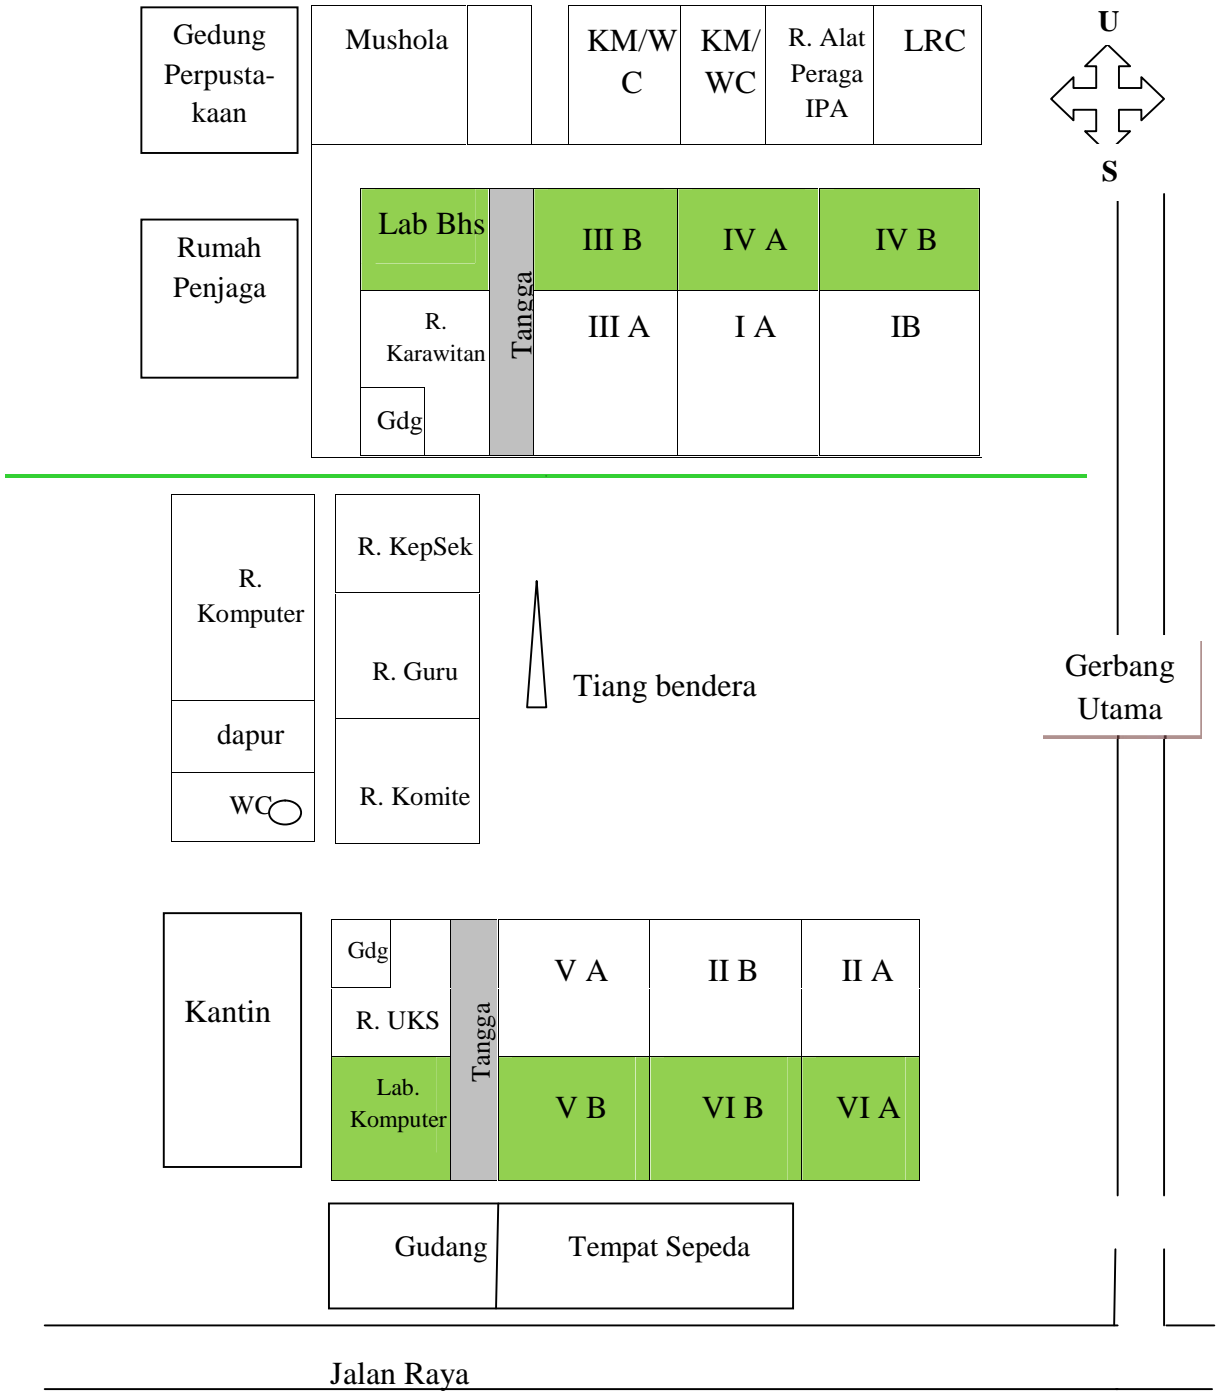 Gedung
Perpusta-
kaan
Mushola
KM/W
C
KM/
WC
R. Alat
Peraga
IPA
LRC
U
S
Rumah
Penjaga
Lab Bhs
Tangga
III B
IV A
IV B
R.
Karawitan
III A
I A
IB
Gdg
R.
Komputer
R. KepSek
R. Guru
Tiang bendera
Gerbang
Utama
dapur
WC
R. Komite
Kantin
Gdg
R. UKS
Tangga
V A
II B
II A
Lab.
Komputer
V B
VI B
VI A
Gudang
Tempat Sepeda
Jalan Raya